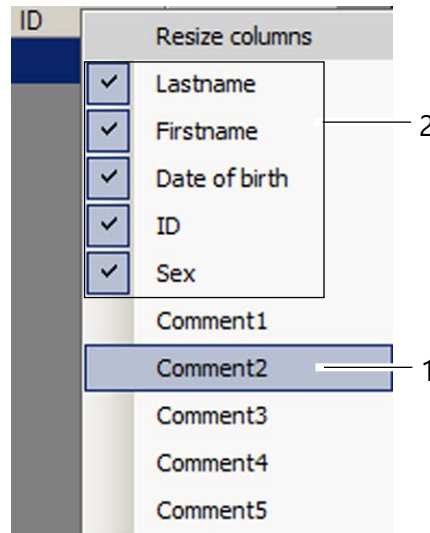 ID
Resize columns
Lastname
Firstname
2
Date of birth
ID
Sex
Comment1
Comment2
1
Comment3
Comment4
Comment5